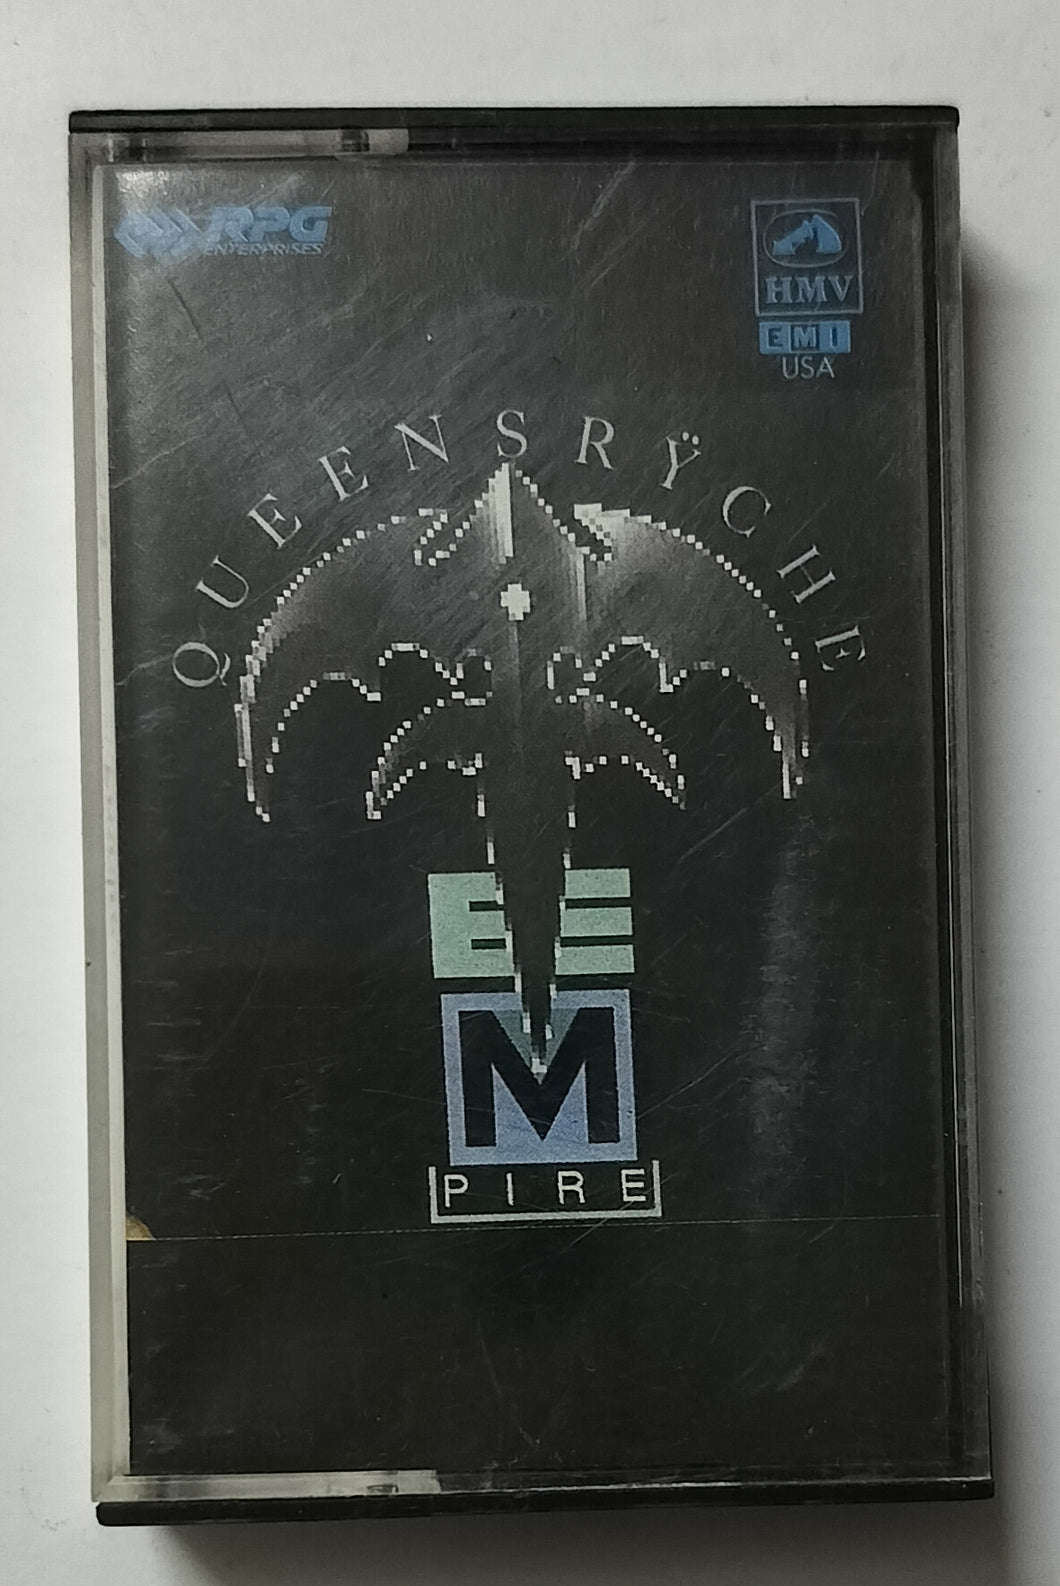 RPG
ENTERPRISES
HMV
EMI
USA
QUEENSRŸCHE
E
M
PIRE